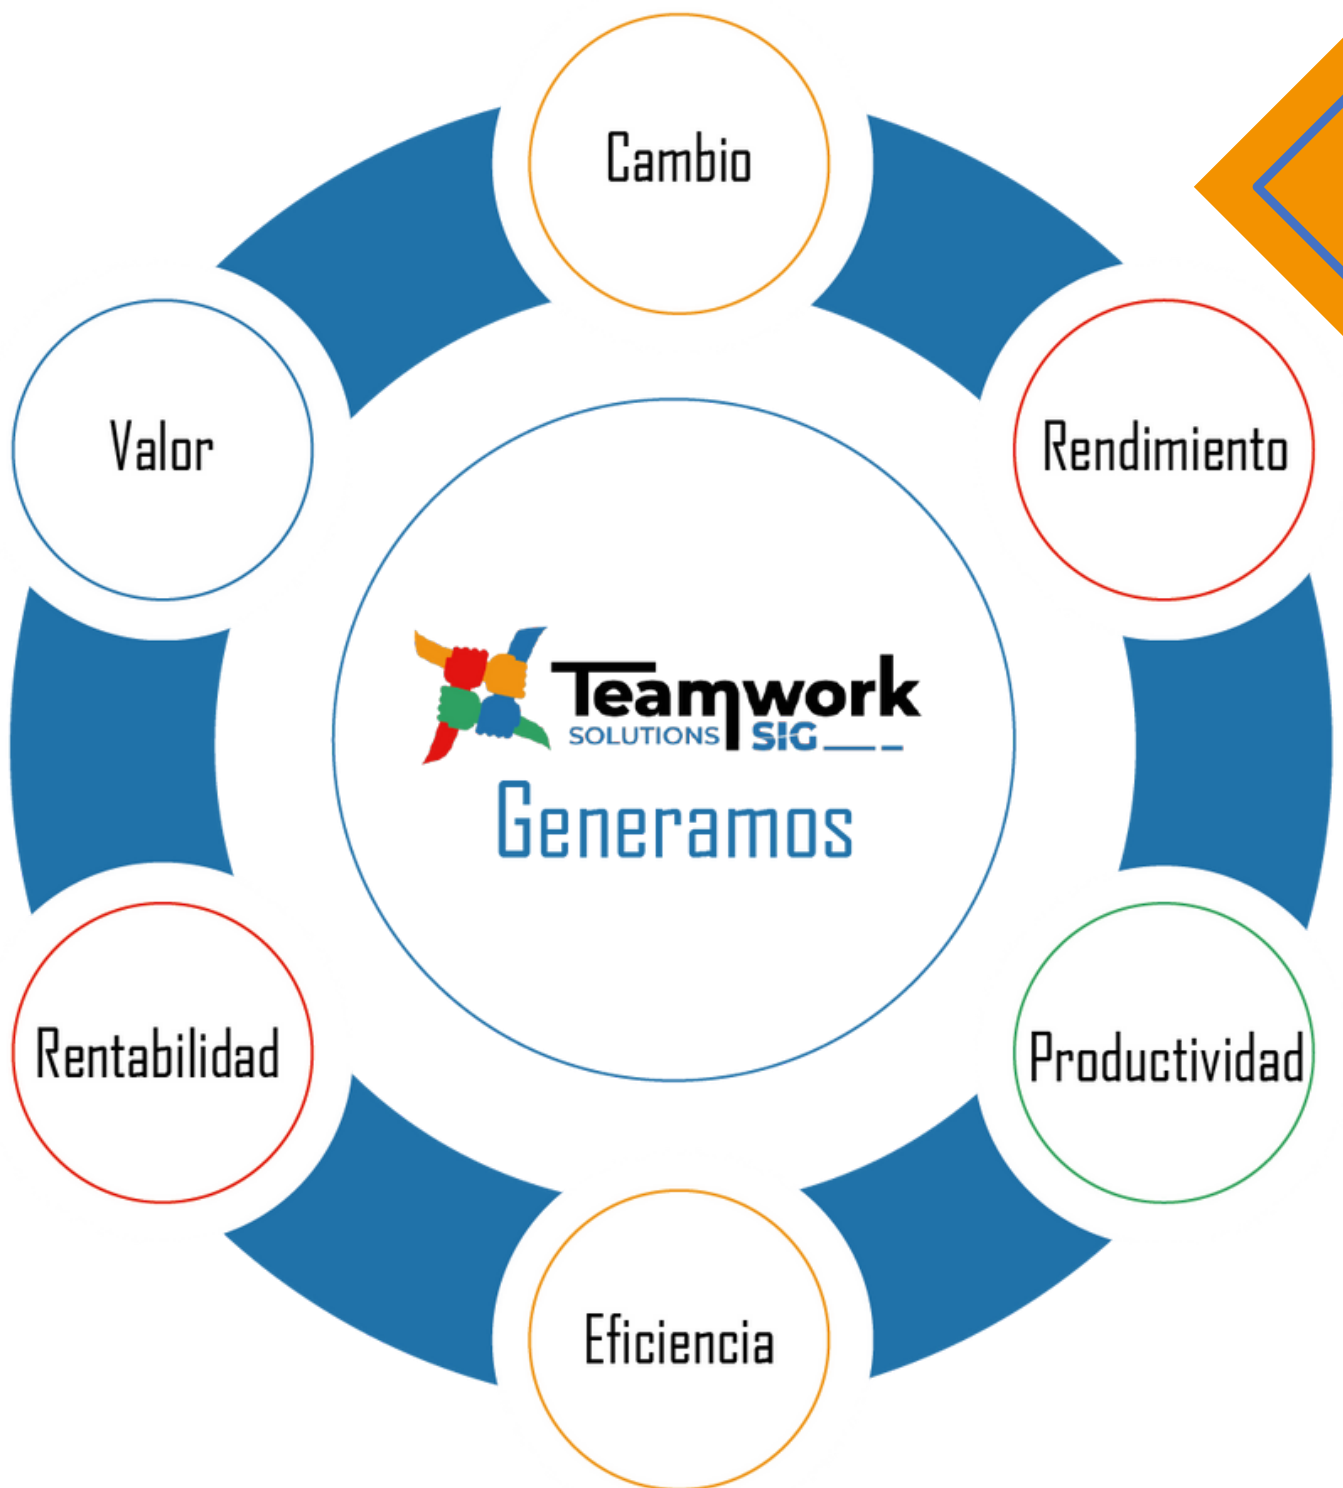 Cambio
Valor
Rendimiento
Teamwork
SOLUTIONS SIG
Generamos
Rentabilidad
Productividad
Eficiencia